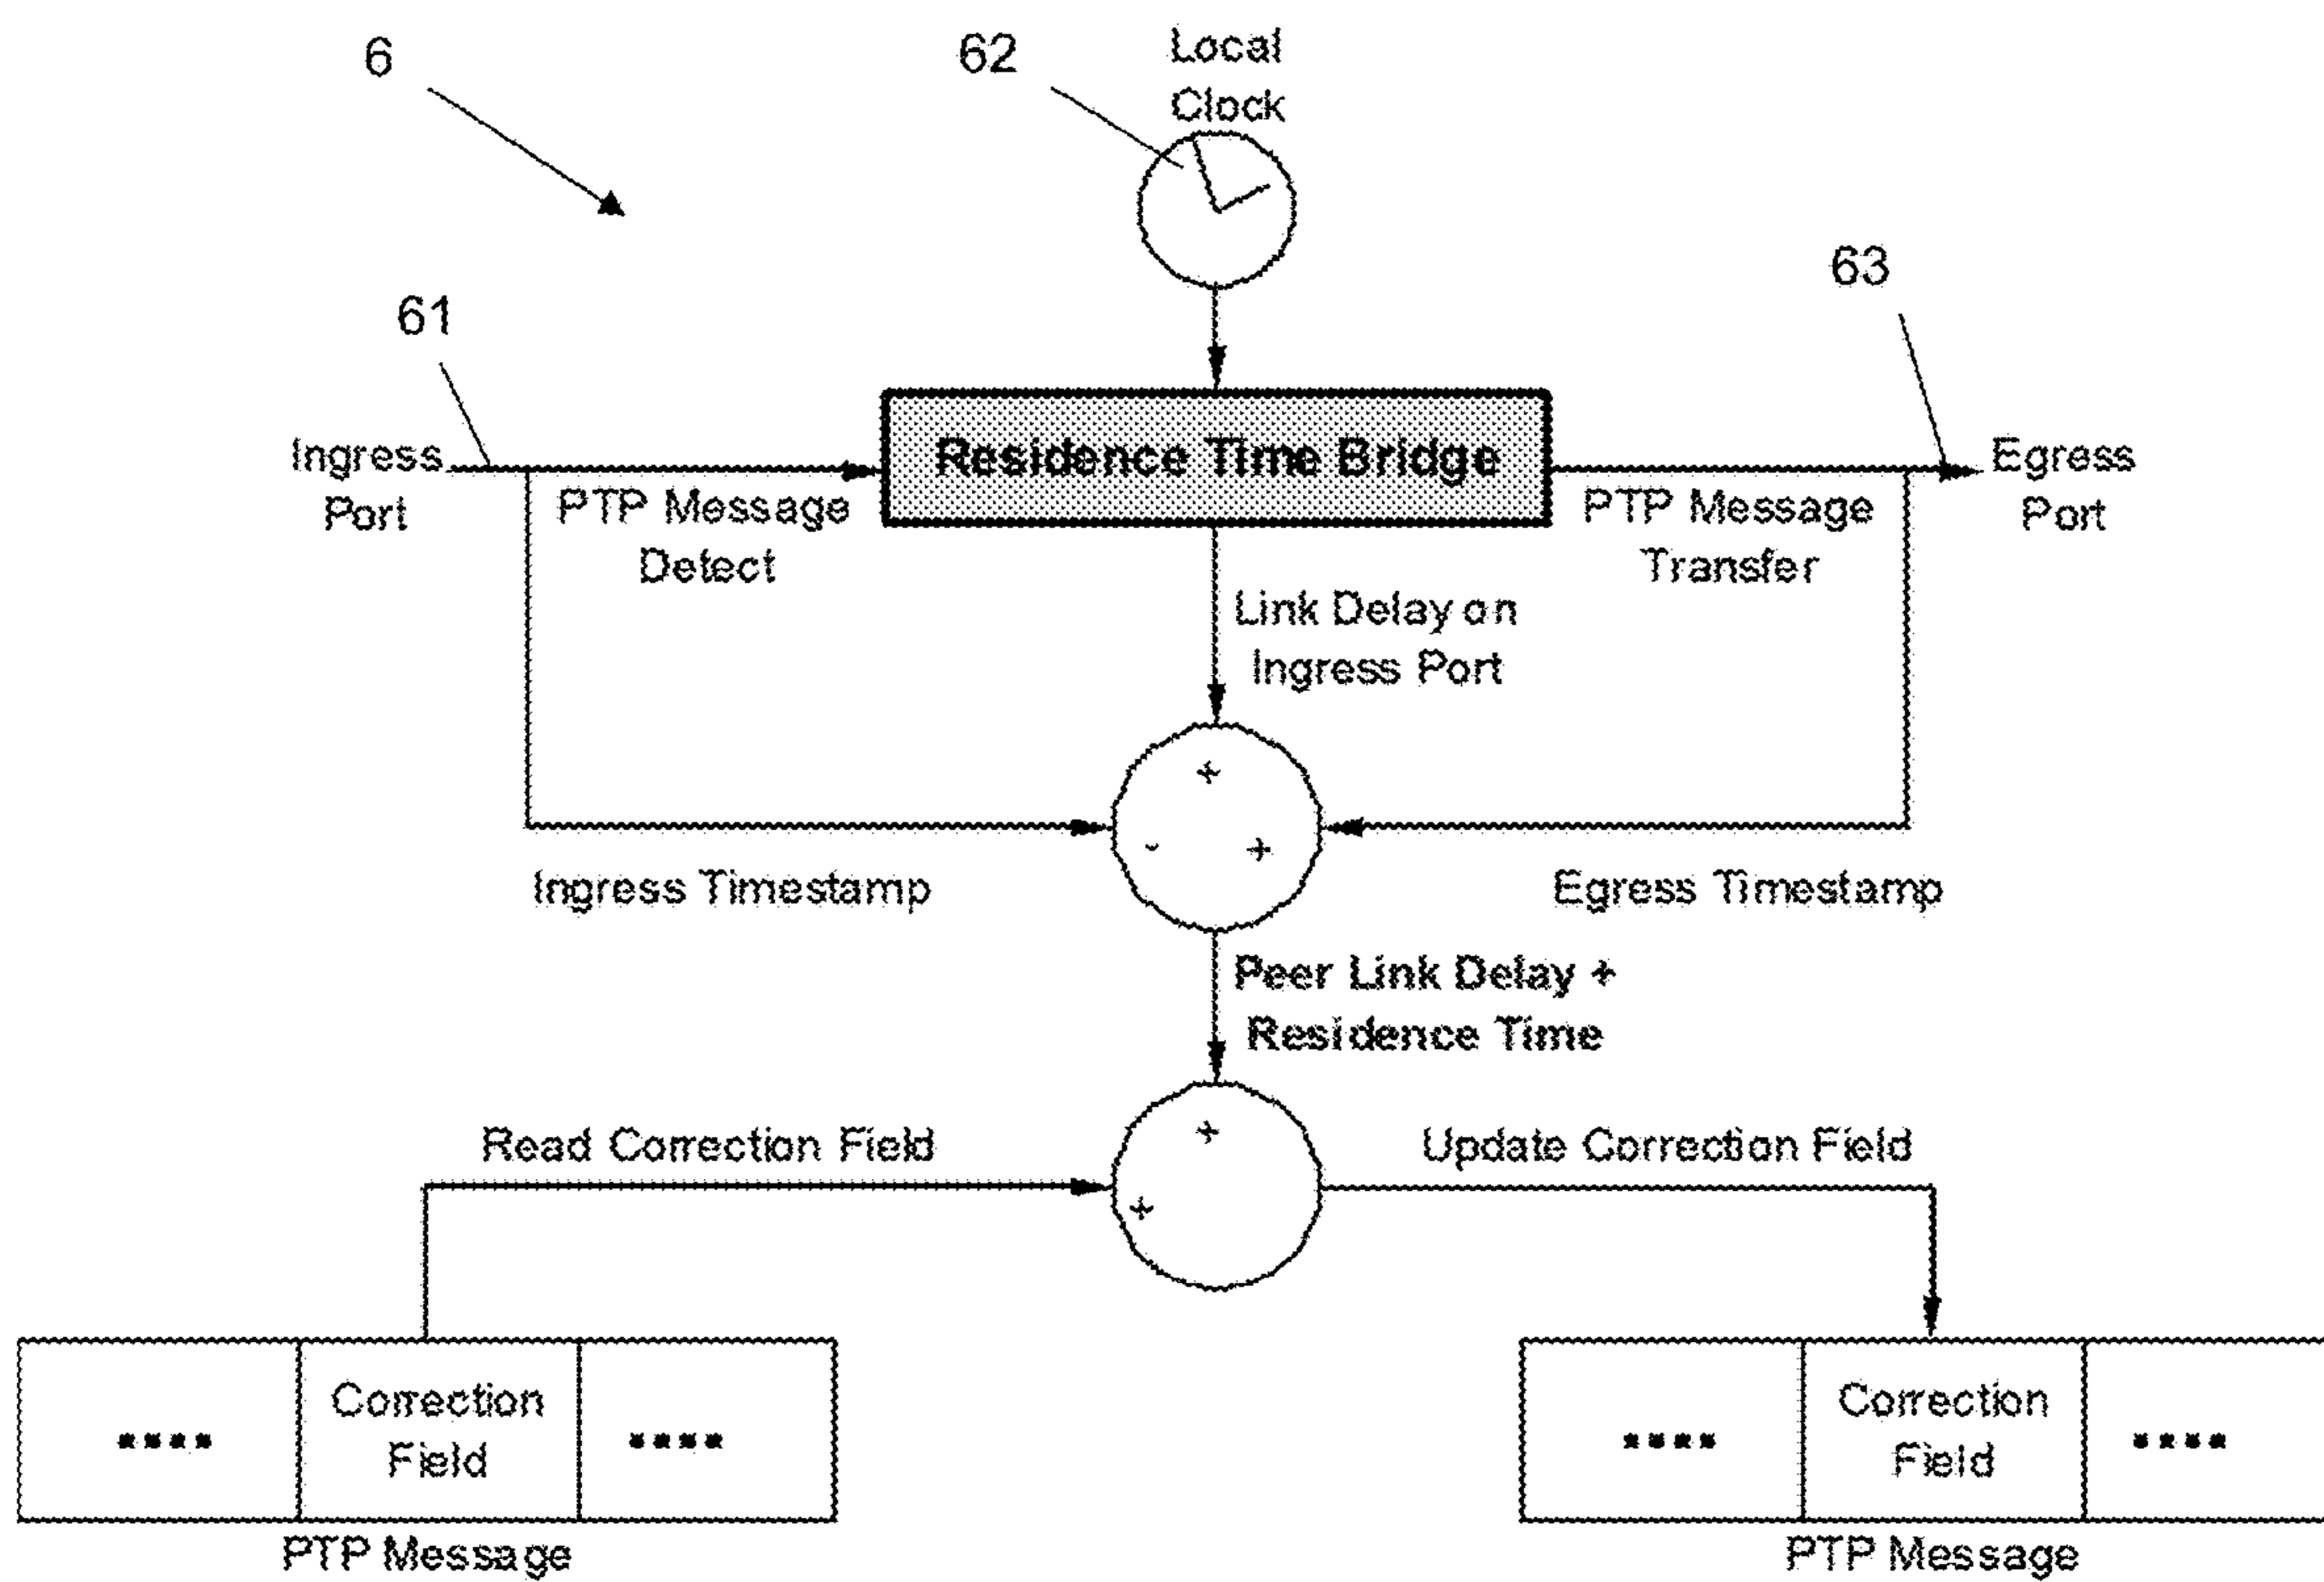 6
62
Local
Clock
63
61
Ingress
Port
Residence Time Bridge
Egress
Port
PTP Message
Detect
PTP Message
Transfer
Link Delay on
Ingress Port
+
-
+
Ingress Timestamp
Egress Timestamp
Peer Link Delay +
Residence Time
Read Correction Field
+
+
Update Correction Field
....
Correction
Field
....
PTP Message
....
Correction
Field
....
PTP Message